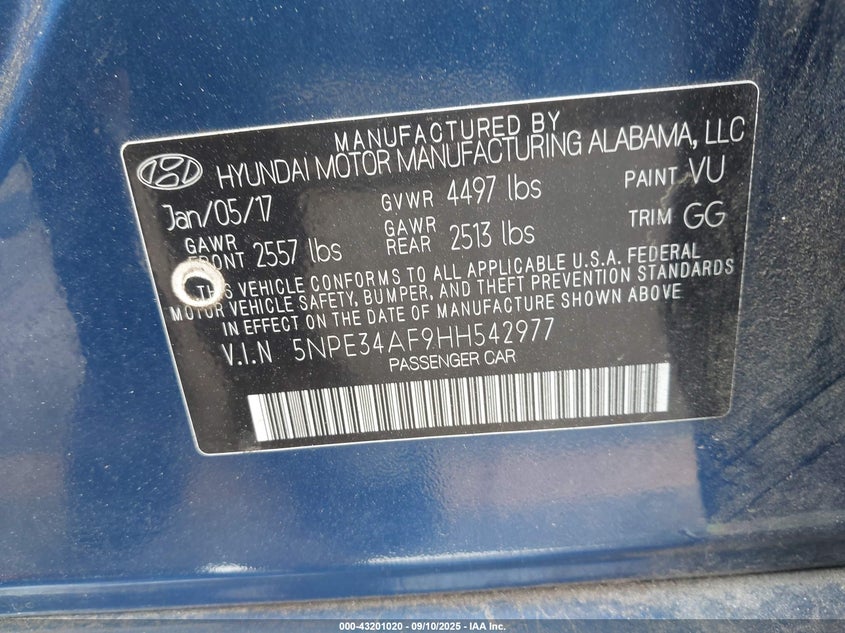 MANUFACTURED BY
HYUNDAI MOTOR MANUFACTURING ALABAMA, LLC
Jan/05/17 GVWR 4497 lbs PAINT VU
GAWR FRONT 2557 lbs GAWR REAR 2513 lbs TRIM GG
THIS VEHICLE CONFORMS TO ALL APPLICABLE U.S.A. FEDERAL
MOTOR VEHICLE SAFETY, BUMPER, AND THEFT PREVENTION STANDARDS
IN EFFECT ON THE DATE OF MANUFACTURE SHOWN ABOVE
V.I.N 5NPE34AF9HH542977
PASSENGER CAR
000-43201020 - 09/10/2025 - IAA Inc.